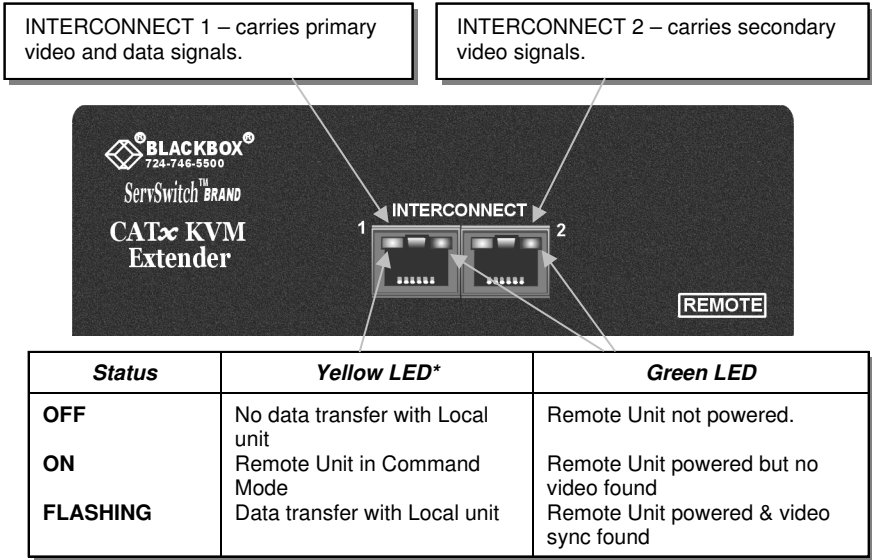 INTERCONNECT 1 – carries primary
video and data signals.
INTERCONNECT 2 – carries secondary
video signals.
®BLACKBOX®
724-746-5500
ServSwitch™ BRAND
CATx KVM
Extender
INTERCONNECT
1
2
REMOTE
Status Yellow LED* Green LED
OFF No data transfer with Local Remote Unit not powered.
unit
ON Remote Unit in Command Remote Unit powered but no
Mode video found
FLASHING Data transfer with Local unit Remote Unit powered & video
sync found